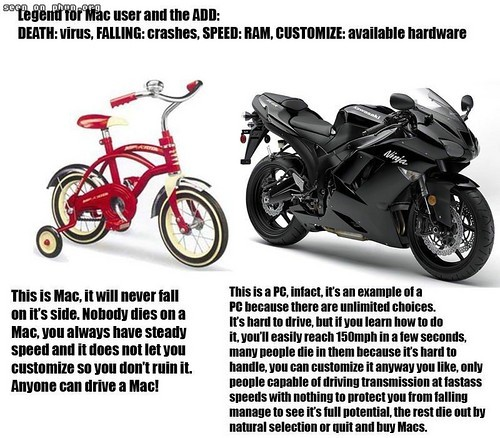 seen on phun.org
Legend for Mac user and the ADD:
DEATH: virus, FALLING: crashes, SPEED: RAM, CUSTOMIZE: available hardware
Kawasaki
Ninja
This is Mac, it will never fall
on it's side. Nobody dies on a
Mac, you always have steady
speed and it does not let you
customize so you don't ruin it.
Anyone can drive a Mac!
This is a PC, infact, it's an example of a
PC because there are unlimited choices.
It's hard to drive, but if you learn how to do
it, you'll easily reach 150mph in a few seconds,
many people die in them because it's hard to
handle, you can customize it anyway you like, only
people capable of driving transmission at fastass
speeds with nothing to protect you from falling
manage to see it's full potential, the rest die out by
natural selection or quit and buy Macs.